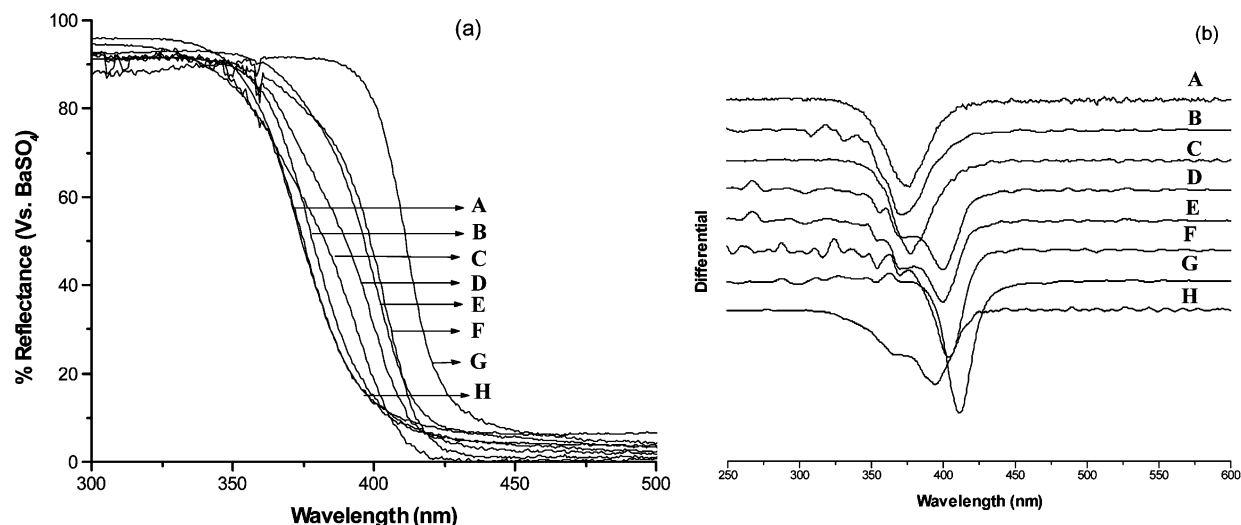 (a)
% Reflectance (Vs. BaSO4)
100
80
60
40
20
0
A
B
C
D
E
F
G
H
300 350 400 450 500
Wavelength (nm)
(b)
Differential
A
B
C
D
E
F
G
H
250 300 350 400 450 500 550 600
Wavelength (nm)